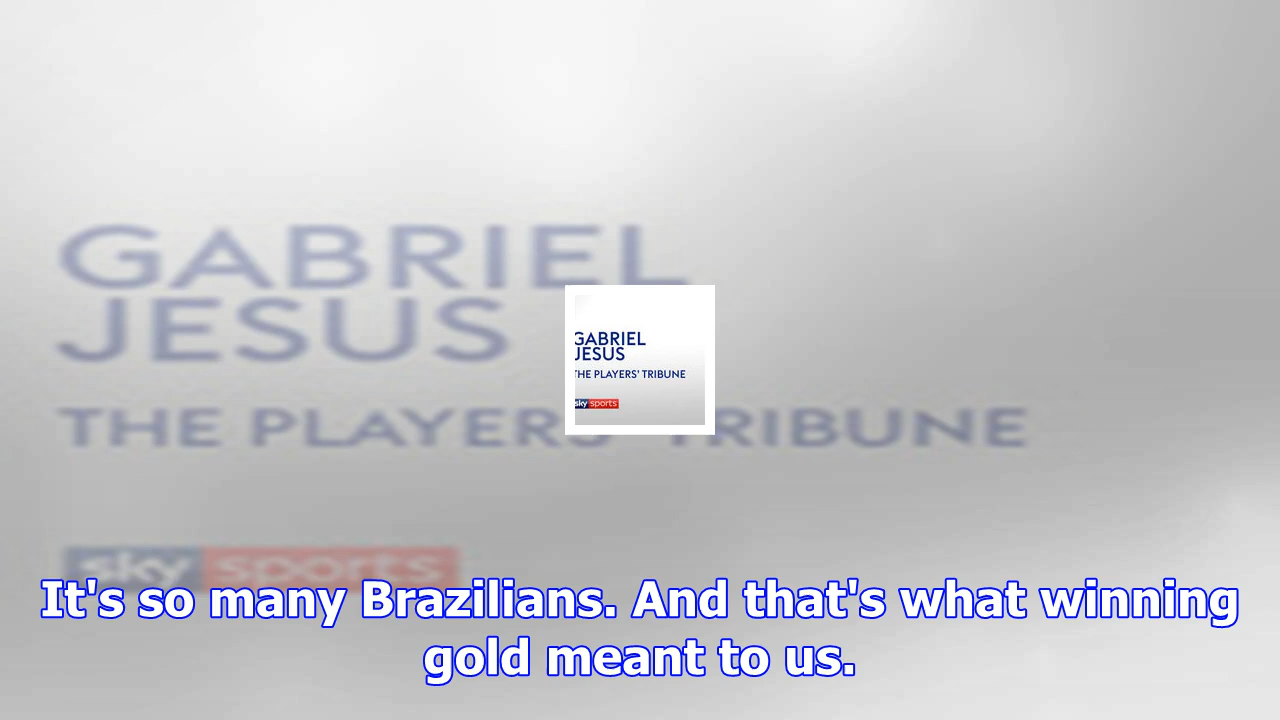 GABRIEL
JESUS
THE PLAYERS' TRIBUNE
sky sports
GABRIEL
JESUS
THE PLAYERS' TRIBUNE
sky sports
It's so many Brazilians. And that's what winning
gold meant to us.